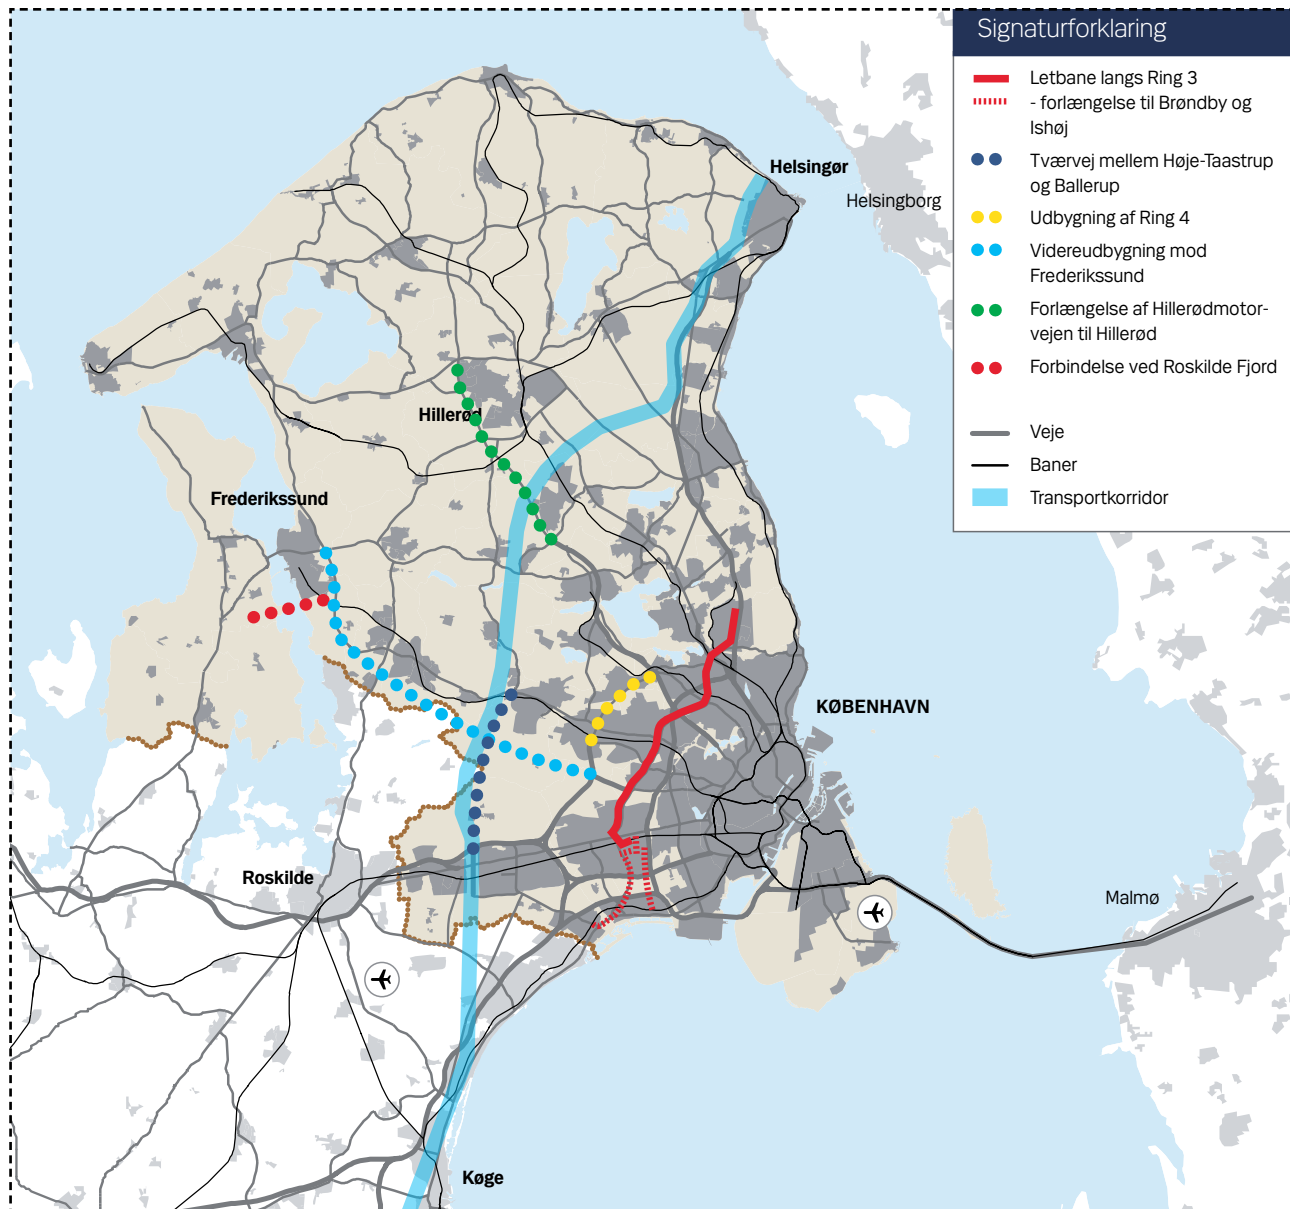 Signaturforklaring
Letbane langs Ring 3
- forlængelse til Brøndby og
Ishøj
Tværvej mellem Høje-Taastrup
og Ballerup
Udbygning af Ring 4
Videreudbygning mod
Frederikssund
Forlængelse af Hillerødmotor-
vejen til Hillerød
Forbindelse ved Roskilde Fjord
Veje
Baner
Transportkorridor
Helsingør
Helsingborg
Hillerød
Frederikssund
KØBENHAVN
Roskilde
Malmø
Køge